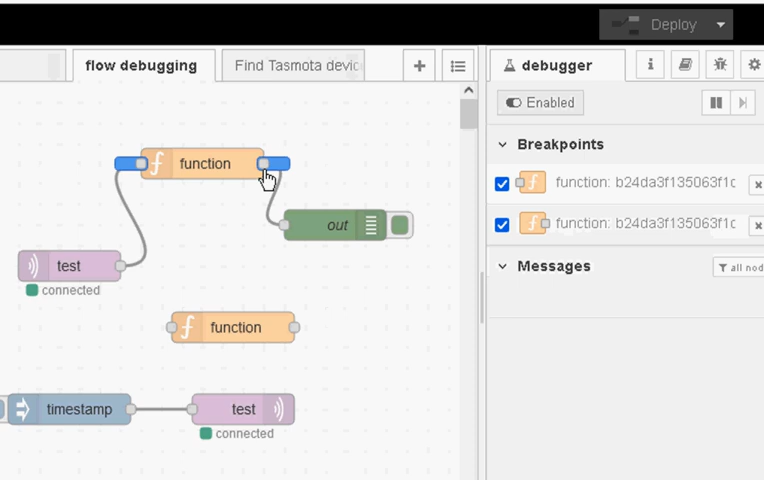 Deploy
flow debugging
Find Tasmota devic
debugger
Enabled
Breakpoints
function: b24da3f135063f1c
function: b24da3f135063f1c
Messages
all nod
function
out
test
connected
function
timestamp
test
connected